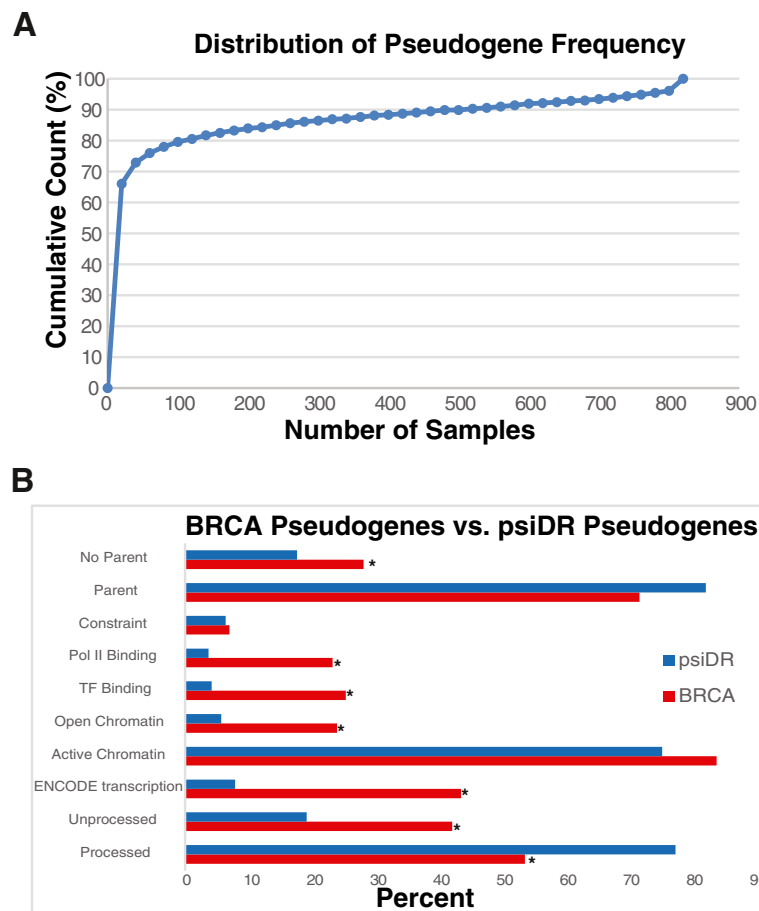 A
Distribution of Pseudogene Frequency
Cumulative Count (%)
100
90
80
70
60
50
40
30
20
10
0
0 100 200 300 400 500 600 700 800 900
Number of Samples
B
BRCA Pseudogenes vs. psiDR Pseudogenes
No Parent *
Parent
Constraint
Pol II Binding *
psiDR
TF Binding *
BRCA
Open Chromatin *
Active Chromatin
ENCODE transcription *
Unprocessed *
Processed *
0 10 20 30 40 50 60 70 80 9
Percent